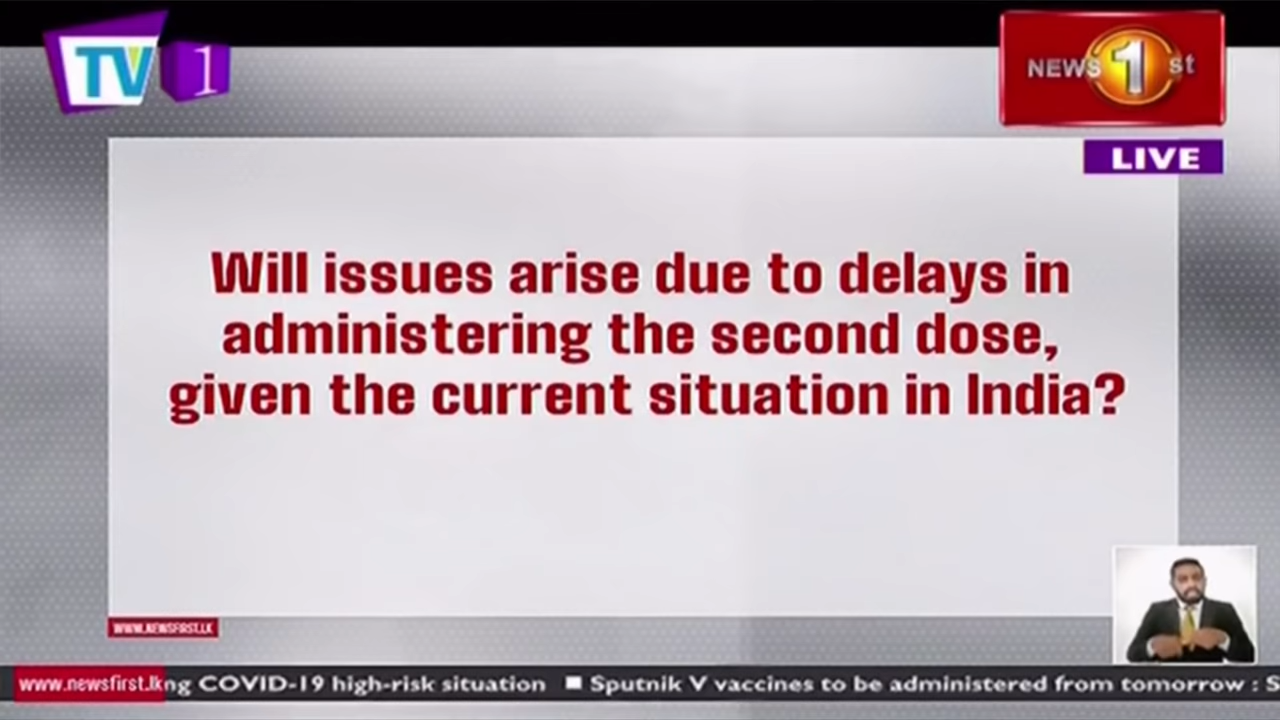 TV 1
NEWS 1st
LIVE
Will issues arise due to delays in
administering the second dose,
given the current situation in India?
WWW.NEWSFIRST.LK
www.newsfirst.lk ng COVID-19 high-risk situation ■ Sputnik V vaccines to be administered from tomorrow : S